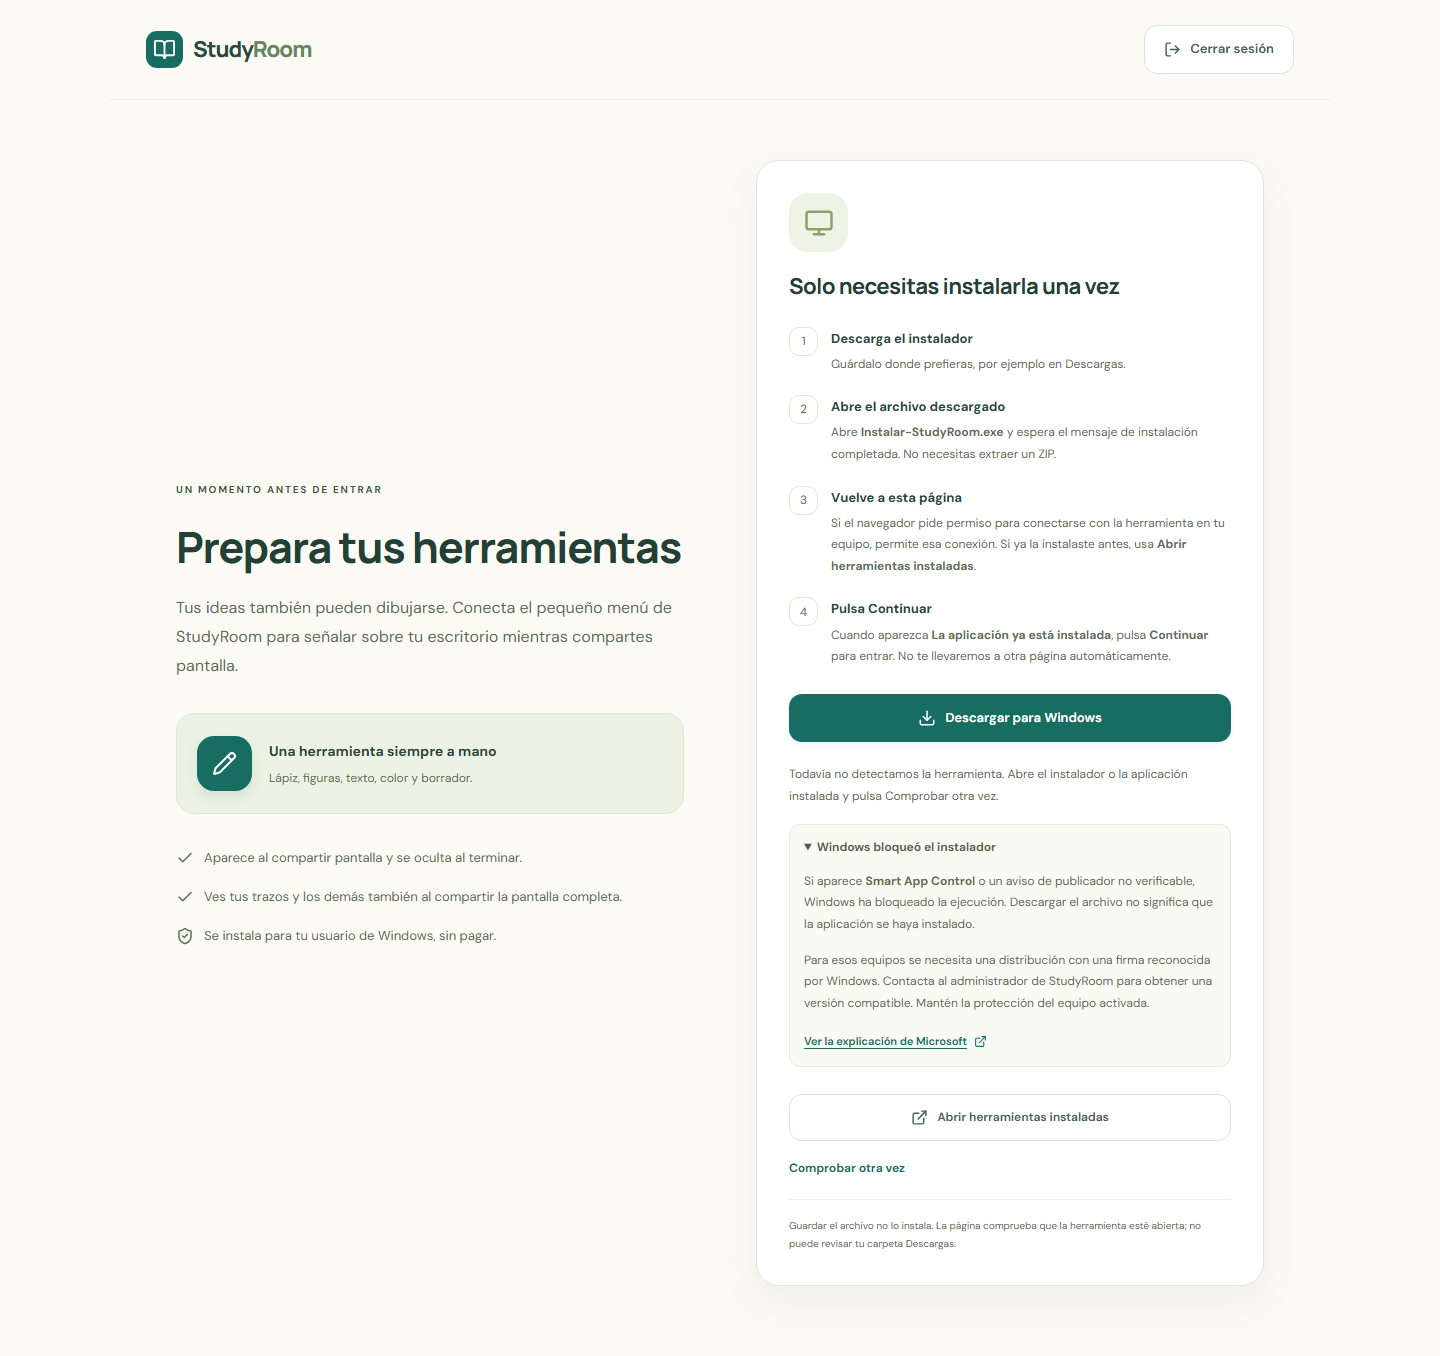 StudyRoom
Cerrar sesión
UN MOMENTO ANTES DE ENTRAR
Prepara tus herramientas
Tus ideas también pueden dibujarse. Conecta el pequeño menú de
StudyRoom para señalar sobre tu escritorio mientras compartes
pantalla.
Una herramienta siempre a mano
Lápiz, figuras, texto, color y borrador.
Aparece al compartir pantalla y se oculta al terminar.
Ves tus trazos y los demás también al compartir la pantalla completa.
Se instala para tu usuario de Windows, sin pagar.
Solo necesitas instalarla una vez
1
Descarga el instalador
Guárdalo donde prefieras, por ejemplo en Descargas.
2
Abre el archivo descargado
Abre Instalar-StudyRoom.exe y espera el mensaje de instalación
completada. No necesitas extraer un ZIP.
3
Vuelve a esta página
Si el navegador pide permiso para conectarse con la herramienta en tu
equipo, permite esa conexión. Si ya la instalaste antes, usa Abrir
herramientas instaladas.
4
Pulsa Continuar
Cuando aparezca La aplicación ya está instalada, pulsa Continuar
para entrar. No te llevaremos a otra página automáticamente.
Descargar para Windows
Todavía no detectamos la herramienta. Abre el instalador o la aplicación
instalada y pulsa Comprobar otra vez.
Windows bloqueó el instalador
Si aparece Smart App Control o un aviso de publicador no verificable,
Windows ha bloqueado la ejecución. Descargar el archivo no significa que
la aplicación se haya instalado.
Para esos equipos se necesita una distribución con una firma reconocida
por Windows. Contacta al administrador de StudyRoom para obtener una
versión compatible. Mantén la protección del equipo activada.
Ver la explicación de Microsoft
Abrir herramientas instaladas
Comprobar otra vez
Guardar el archivo no lo instala. La página comprueba que la herramienta esté abierta; no
puede revisar tu carpeta Descargas.